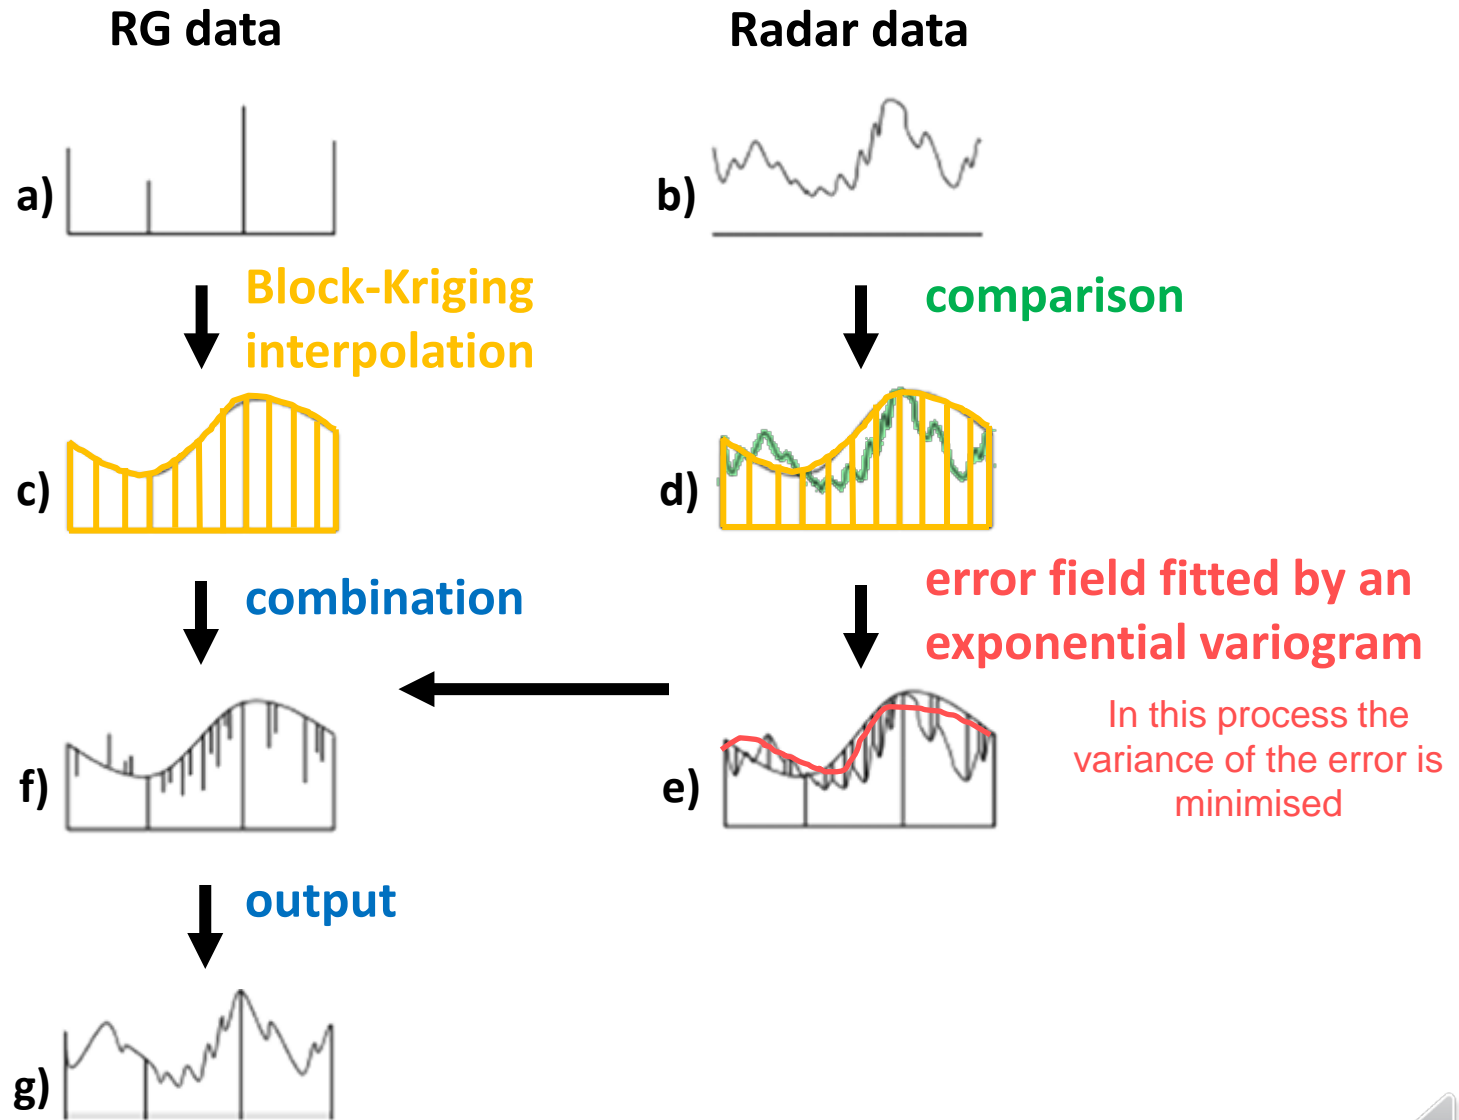 RG data
Radar data
a)
b)
Block-Kriging
interpolation
comparison
c)
d)
combination
error field fitted by an
exponential variogram
In this process the
variance of the error is
minimised
f)
e)
output
g)